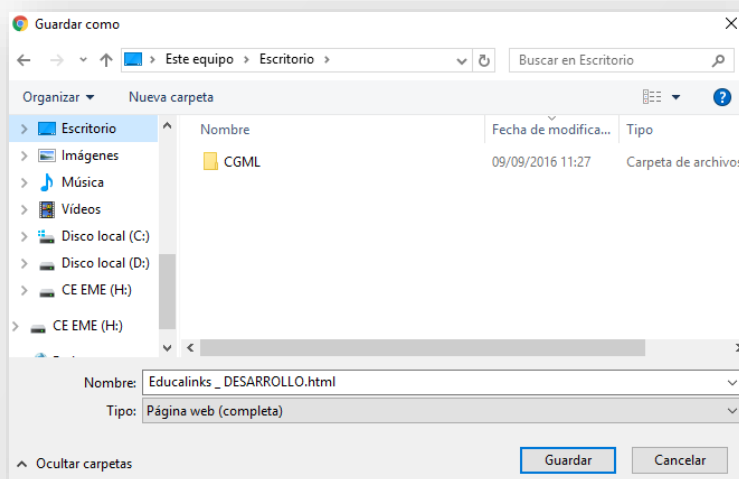 Guardar como
Este equipo > Escritorio >
Buscar en Escritorio
Organizar
Nueva carpeta
Escritorio
Imágenes
Música
Vídeos
Disco local (C:)
Disco local (D:)
CE EME (H:)
CE EME (H:)
Nombre
Fecha de modifica...
Tipo
CGML
09/09/2016 11:27
Carpeta de archivos
Nombre: Educalinks _ DESARROLLO.html
Tipo: Página web (completa)
Ocultar carpetas
Guardar
Cancelar